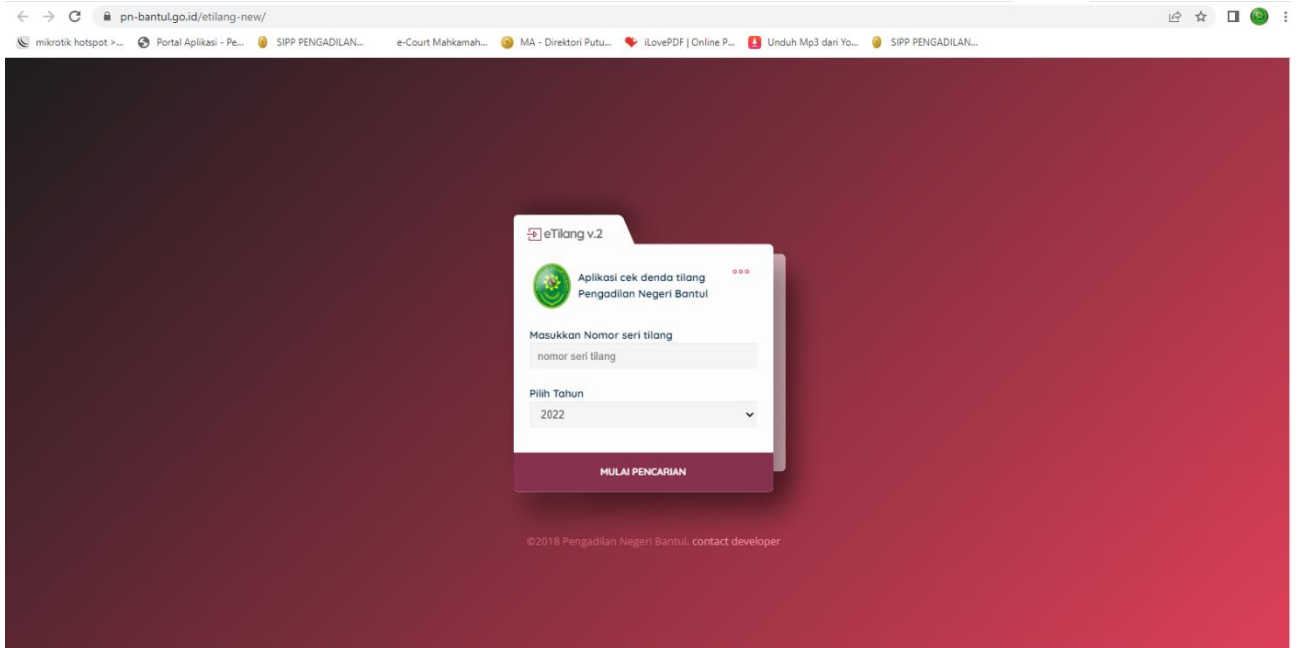 pn-bantul.go.id/etilang-new/
mikrotik hotspot >... Portal Aplikasi - Pe... SIPP PENGADILAN... e-Court Mahkamah... MA - Direktori Putu... iLovePDF | Online P... Unduh Mp3 dari Yo... SIPP PENGADILAN...
eTilang v.2
Aplikasi cek denda tilang
Pengadilan Negeri Bantul
Masukkan Nomor seri tilang
nomor seri tilang
Pilih Tahun
2022
MULAI PENCARIAN
©2018 Pengadilan Negeri Bantul, contact developer